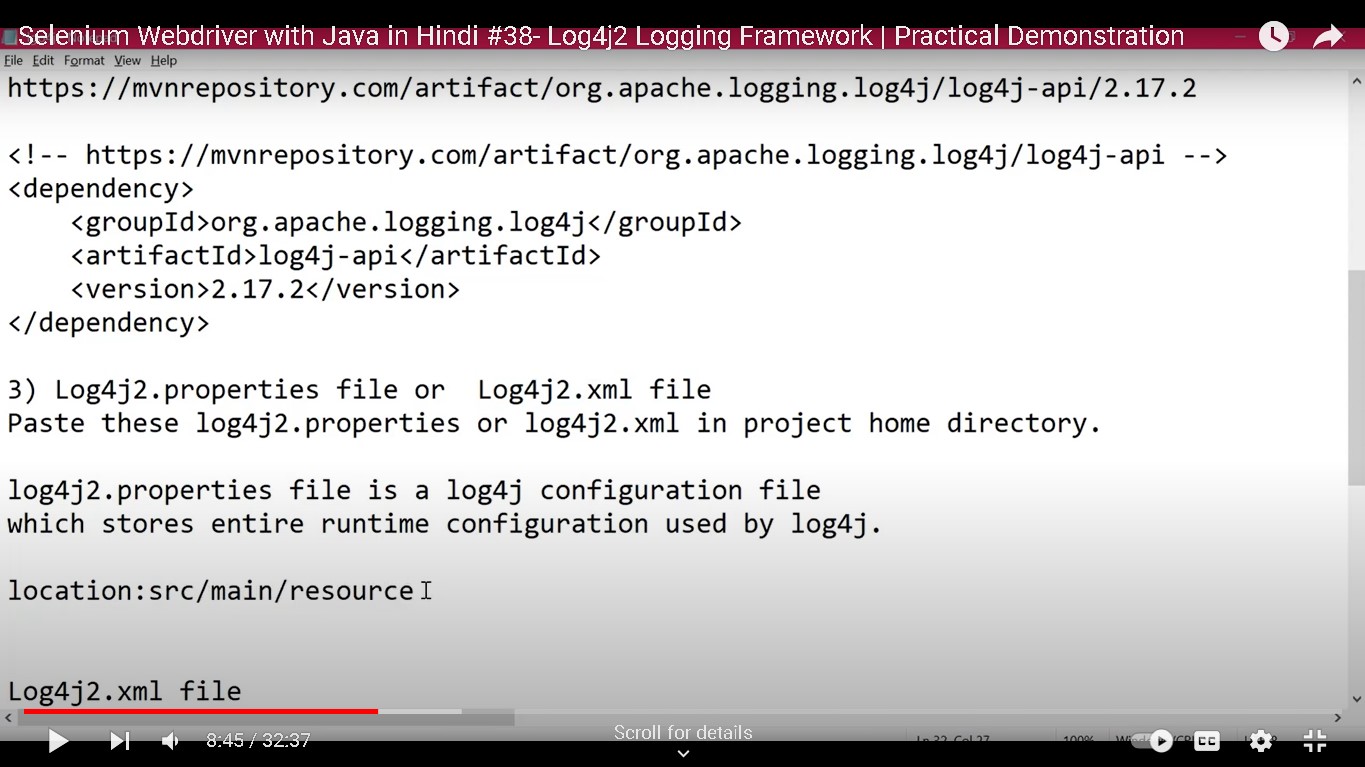 Selenium Webdriver with Java in Hindi #38- Log4j2 Logging Framework | Practical Demonstration
File Edit Format View Help
https://mvnrepository.com/artifact/org.apache.logging.log4j/log4j-api/2.17.2
<!-- https://mvnrepository.com/artifact/org.apache.logging.log4j/log4j-api -->
<dependency>
<groupId>org.apache.logging.log4j</groupId>
<artifactId>log4j-api</artifactId>
<version>2.17.2</version>
</dependency>
3) Log4j2.properties file or  Log4j2.xml file
Paste these log4j2.properties or log4j2.xml in project home directory.
log4j2.properties file is a log4j configuration file
which stores entire runtime configuration used by log4j.
location:src/main/resource
Log4j2.xml file
8:45 / 32:37
Scroll for details
CC
Ln 32, Col 27
100%